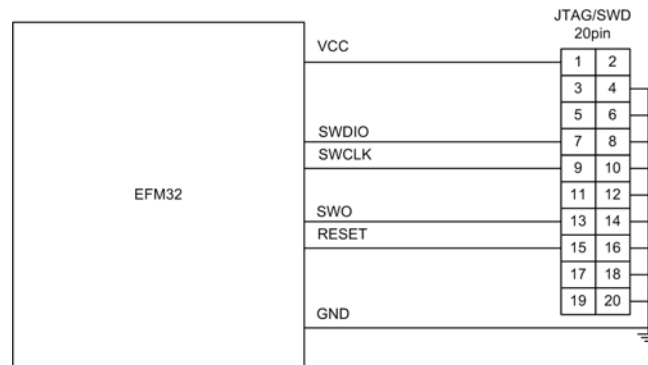 JTAG/SWD
20pin
VCC
1 2
3 4
5 6
SWDIO
7 8
SWCLK
9 10
EFM32
11 12
SWO
13 14
RESET
15 16
17 18
19 20
GND